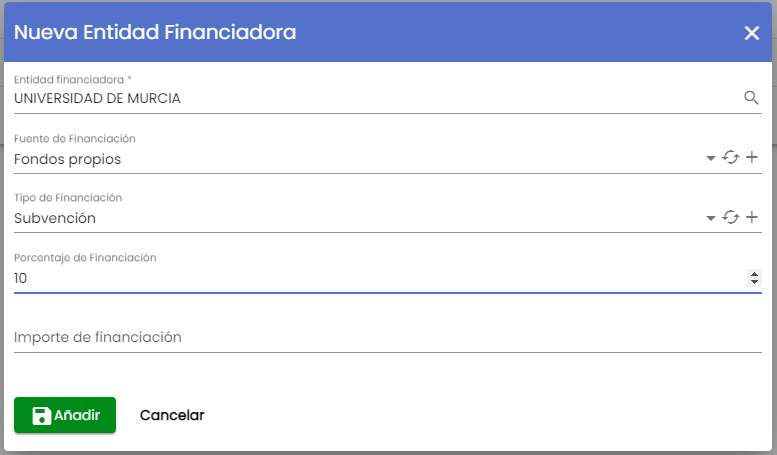 Nueva Entidad Financiadora
Entidad financiadora *
UNIVERSIDAD DE MURCIA
Fuente de Financiación
Fondos propios
Tipo de Financiación
Subvención
Porcentaje de Financiación
10
Importe de financiación
Añadir Cancelar